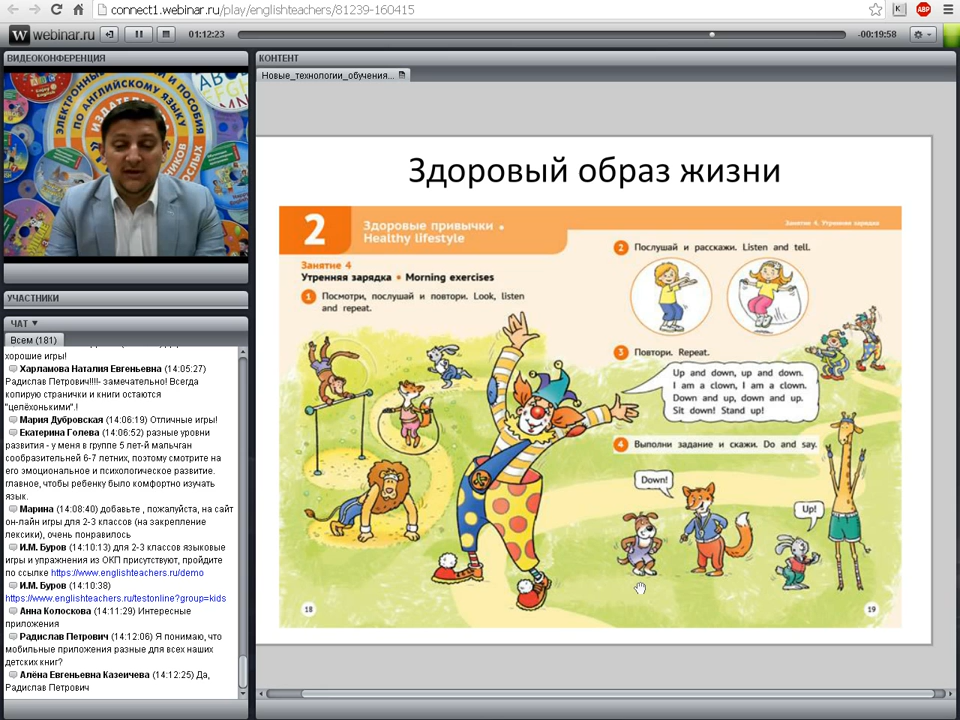 connect1.webinar.ru/play/englishteachers/81239-160415
K
ABP
W webinar.ru
01:12:23
-00:19:58
ВИДЕОКОНФЕРЕНЦИЯ
КОНТЕНТ
Новые_технологии_обучения...
ЭЛЕКТРОННЫЕ
И ПОСОБИЯ
ПО АНГЛИЙСКОМУ ЯЗЫКУ
УЧАСТНИКИ
ЧАТ
Всем (181)
хорошие игры!
Харламова Наталия Евгеньевна (14:05:27)
Радислав Петрович!!!!- замечательно! Всегда
копирую странички и книги остаются
"целёхонькими".!
Мария Дубровская (14:06:19) Отличные игры!
Екатерина Голева (14:06:52) разные уровни
развития - у меня в группе 5 лет-й мальчган
сообразительней 6-7 летних, поэтому смотрите на
его эмоциональное и психологическое развитие.
главное, чтобы ребенку было комфортно изучать
язык.
Марина (14:08:40) добавьте , пожалуйста, на сайт
он-лайн игры для 2-3 классов (на закрепление
лексики), очень понравилось
И.М. Буров (14:10:13) для 2-3 классов языковые
игры и упражнения из ОКП присутствуют, пройдите
по ссылке https://www.englishteachers.ru/demo
И.М. Буров (14:10:38)
https://www.englishteachers.ru/testonline?group=kids
Анна Колоскова (14:11:29) Интересные
приложения
Радислав Петрович (14:12:06) Я понимаю, что
мобильные приложения разные для всех наших
детских книг?
Алёна Евгеньевна Казеичева (14:12:25) Да,
Радислав Петрович
Здоровый образ жизни
2
Здоровые привычки •
Healthy lifestyle
Занятие 4
Утренняя зарядка • Morning exercises
1 Посмотри, послушай и повтори. Look, listen
and repeat.
18
Занятие 4. Утренняя зарядка
2 Послушай и расскажи. Listen and tell.
3 Повтори. Repeat.
Up and down, up and down.
I am a clown, I am a clown.
Down and up, down and up.
Sit down! Stand up!
4 Выполни задание и скажи. Do and say.
Down!
Up!
19